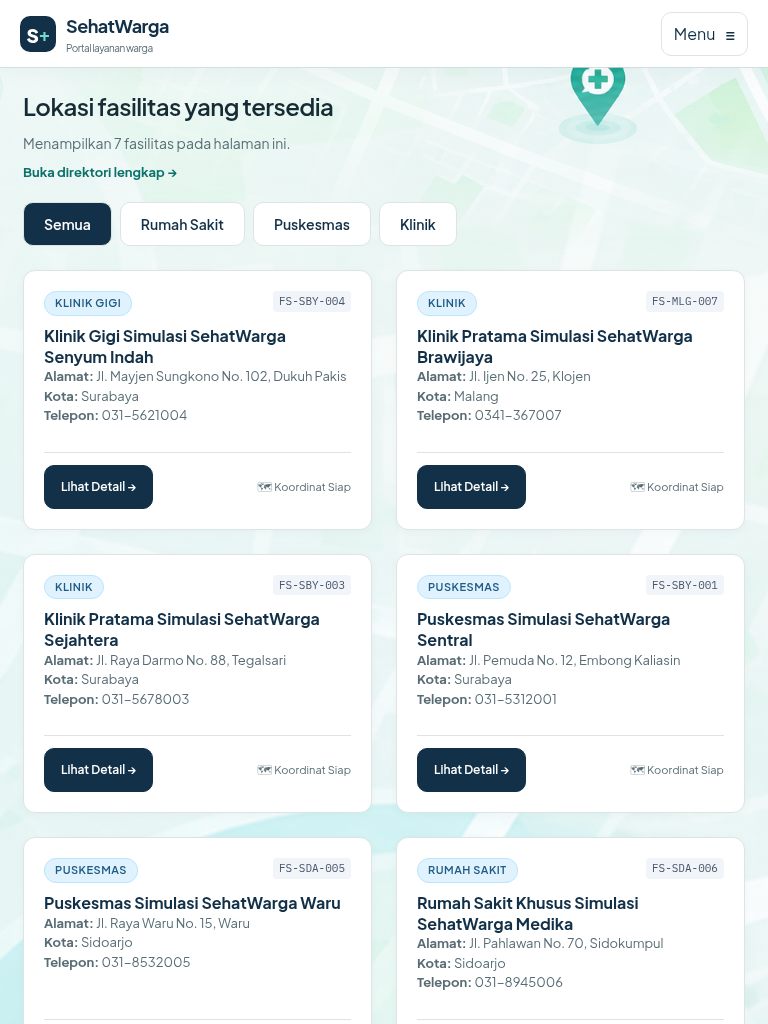 S+ SehatWarga
Portal layanan warga
Menu ≡
Lokasi fasilitas yang tersedia
Menampilkan 7 fasilitas pada halaman ini.
Buka direktori lengkap →
Semua
Rumah Sakit
Puskesmas
Klinik
KLINIK GIGI
FS-SBY-004
Klinik Gigi Simulasi SehatWarga
Senyum Indah
Alamat: Jl. Mayjen Sungkono No. 102, Dukuh Pakis
Kota: Surabaya
Telepon: 031-5621004
Lihat Detail →
🗺 Koordinat Siap
KLINIK
FS-MLG-007
Klinik Pratama Simulasi SehatWarga
Brawijaya
Alamat: Jl. Ijen No. 25, Klojen
Kota: Malang
Telepon: 0341-367007
Lihat Detail →
🗺 Koordinat Siap
KLINIK
FS-SBY-003
Klinik Pratama Simulasi SehatWarga
Sejahtera
Alamat: Jl. Raya Darmo No. 88, Tegalsari
Kota: Surabaya
Telepon: 031-5678003
Lihat Detail →
🗺 Koordinat Siap
PUSKESMAS
FS-SBY-001
Puskesmas Simulasi SehatWarga
Sentral
Alamat: Jl. Pemuda No. 12, Embong Kaliasin
Kota: Surabaya
Telepon: 031-5312001
Lihat Detail →
🗺 Koordinat Siap
PUSKESMAS
FS-SDA-005
Puskesmas Simulasi SehatWarga Waru
Alamat: Jl. Raya Waru No. 15, Waru
Kota: Sidoarjo
Telepon: 031-8532005
RUMAH SAKIT
FS-SDA-006
Rumah Sakit Khusus Simulasi
SehatWarga Medika
Alamat: Jl. Pahlawan No. 70, Sidokumpul
Kota: Sidoarjo
Telepon: 031-8945006